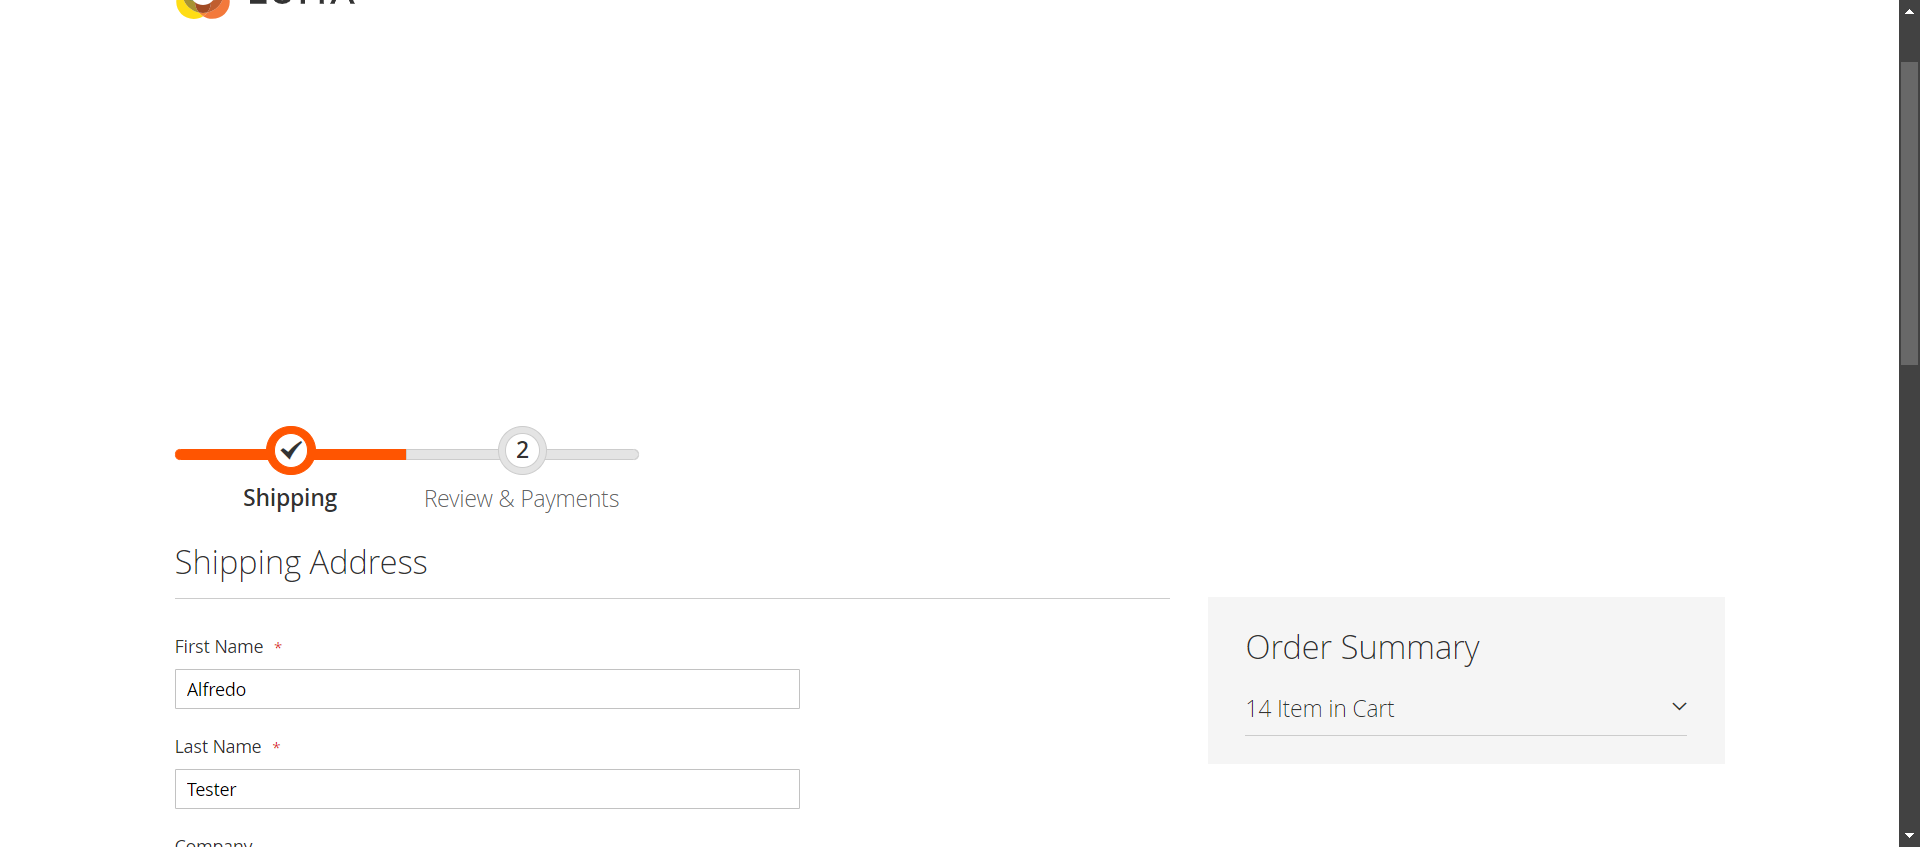 LUMA
2
Shipping
Review & Payments
Shipping Address
First Name *
Alfredo
Last Name *
Tester
Company
Order Summary
14 Item in Cart